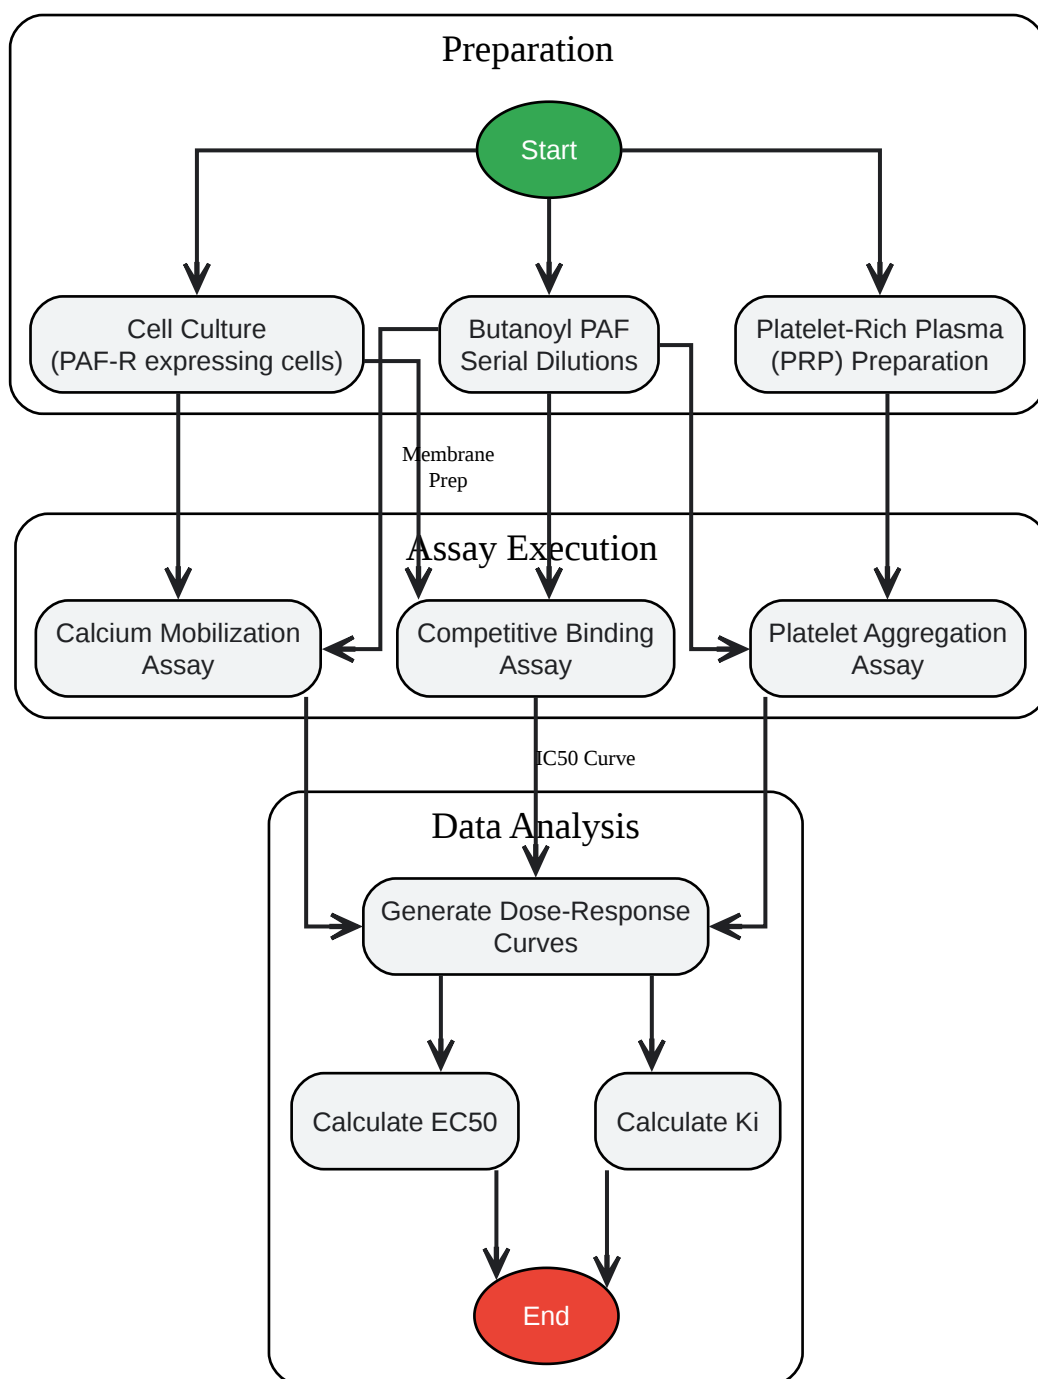 Preparation
Start
Cell Culture
(PAF-R expressing cells)
Butanoyl PAF
Serial Dilutions
Platelet-Rich Plasma
(PRP) Preparation
Membrane
Prep
Assay Execution
Calcium Mobilization
Assay
Competitive Binding
Assay
Platelet Aggregation
Assay
IC50 Curve
Data Analysis
Generate Dose-Response
Curves
Calculate EC50
Calculate Ki
End